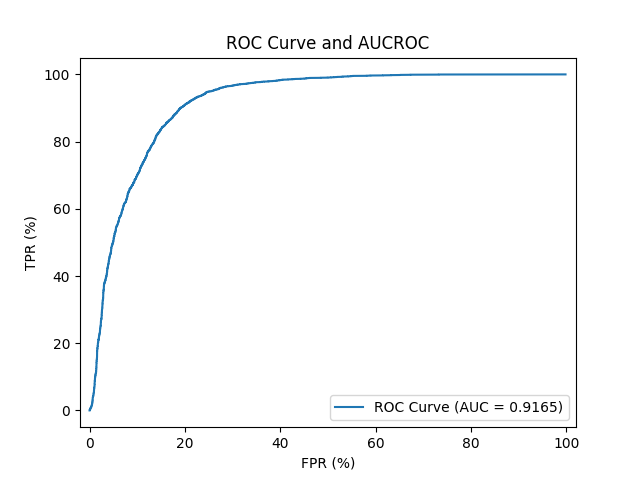 ROC Curve and AUCROC
TPR (%)
100
80
60
40
20
0
0 20 40 60 80 100
FPR (%)
ROC Curve (AUC = 0.9165)